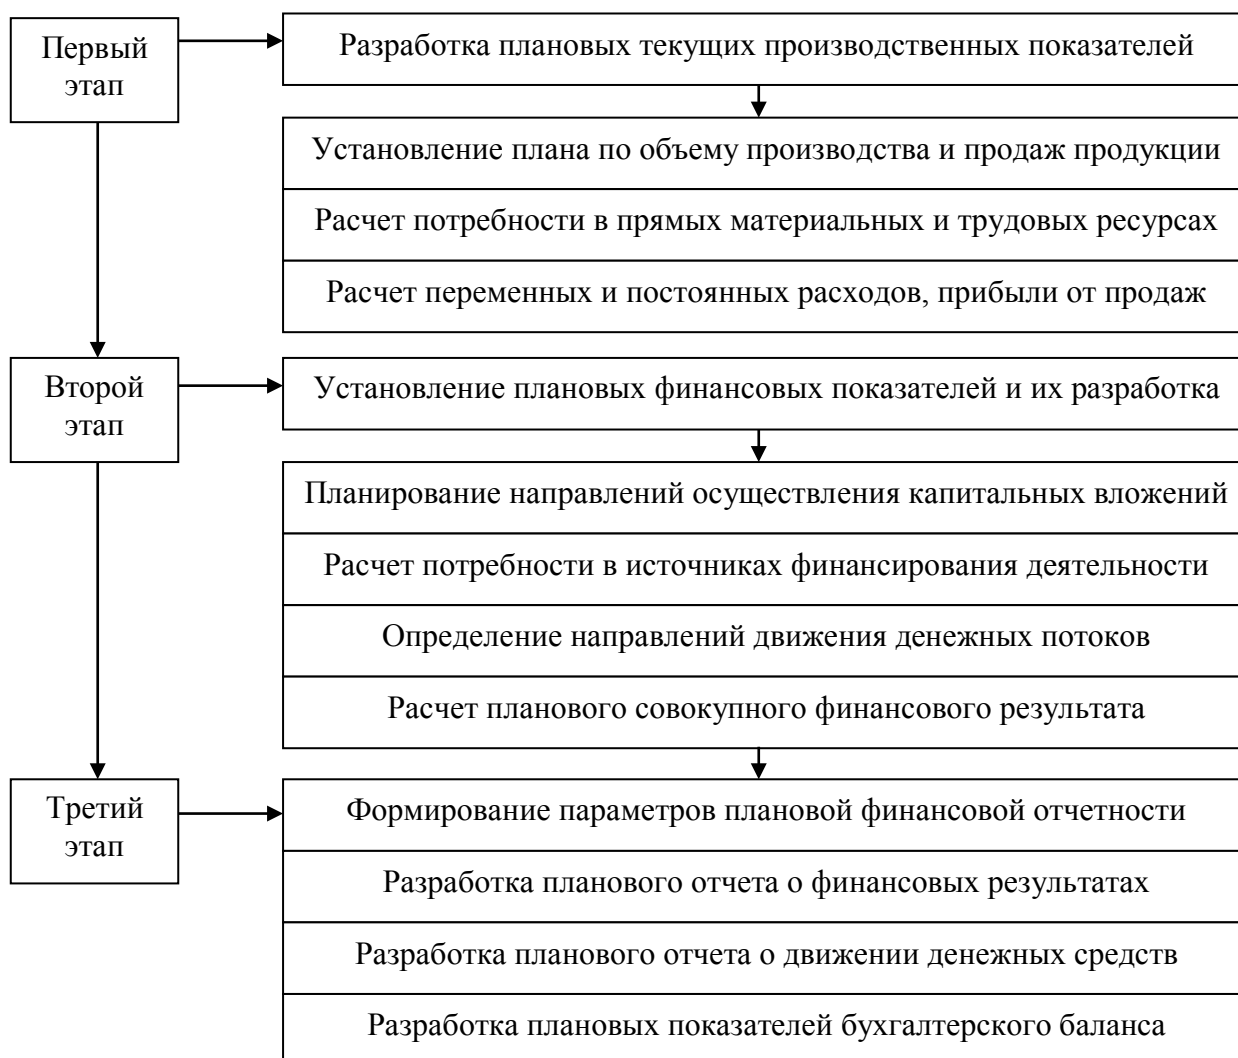 Первый
этап
Разработка плановых текущих производственных показателей
Установление плана по объему производства и продаж продукции
Расчет потребности в прямых материальных и трудовых ресурсах
Расчет переменных и постоянных расходов, прибыли от продаж
Второй
этап
Установление плановых финансовых показателей и их разработка
Планирование направлений осуществления капитальных вложений
Расчет потребности в источниках финансирования деятельности
Определение направлений движения денежных потоков
Расчет планового совокупного финансового результата
Третий
этап
Формирование параметров плановой финансовой отчетности
Разработка планового отчета о финансовых результатах
Разработка планового отчета о движении денежных средств
Разработка плановых показателей бухгалтерского баланса